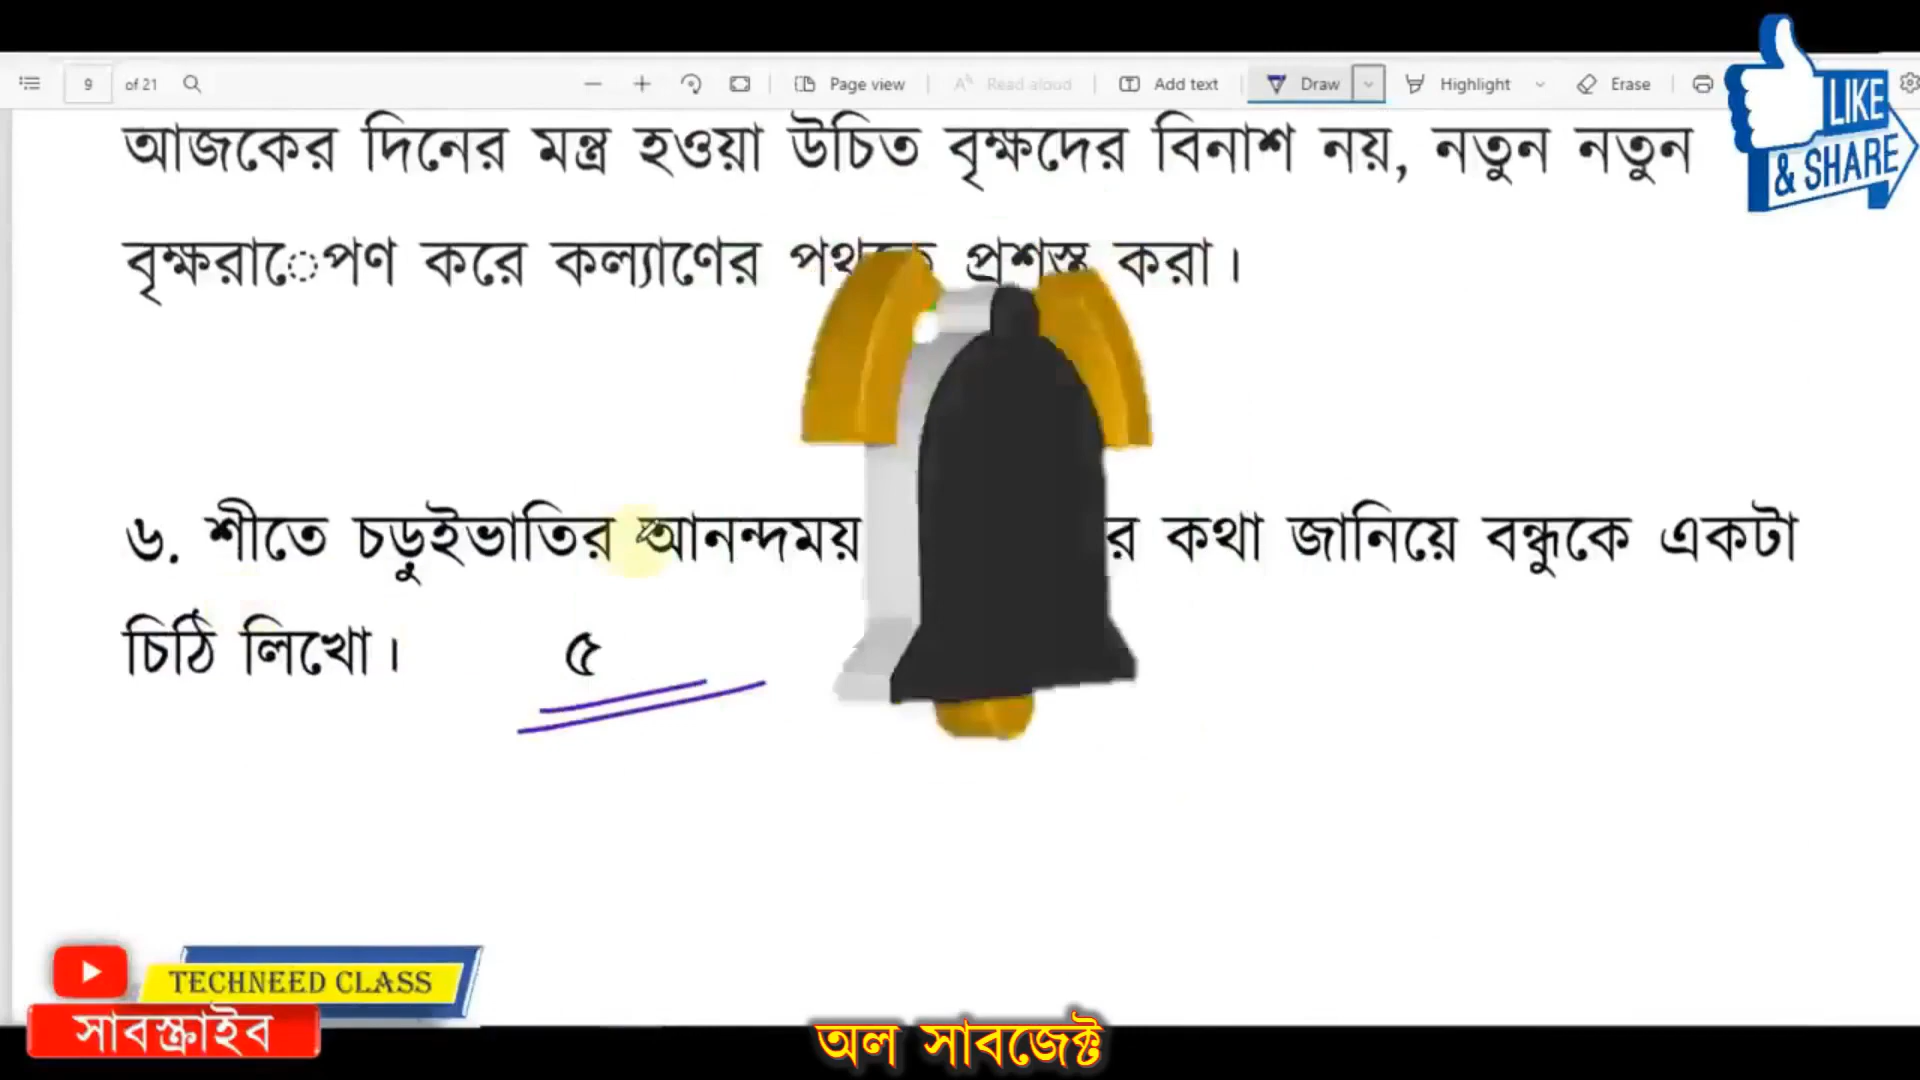 9 of 21 Page view Read aloud Add text Draw Highlight Erase
LIKE
& SHARE
আজকের দিনের মন্ত্র হওয়া উচিত বৃক্ষদের বিনাশ নয়, নতুন নতুন
বৃক্ষরােপণ করে কল্যাণের প্রশস্ত করা।
৬. শীতে চড়ুইভাতির আনন্দময় কথা জানিয়ে বন্ধুকে একটা
চিঠি লিখো। ৫
TECHNEED CLASS
সাবস্ক্রাইব
অল সাবজেক্ট